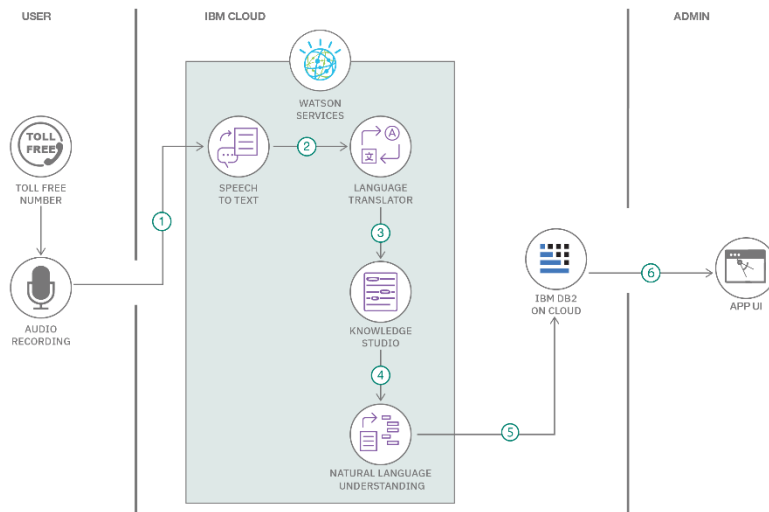 USER
IBM CLOUD
ADMIN
WATSON
SERVICES
TOLL
FREE
TOLL FREE
NUMBER
1
SPEECH
TO TEXT
2
A
文
LANGUAGE
TRANSLATOR
3
AUDIO
RECORDING
KNOWLEDGE
STUDIO
4
NATURAL LANGUAGE
UNDERSTANDING
5
IBM DB2
ON CLOUD
6
APP UI